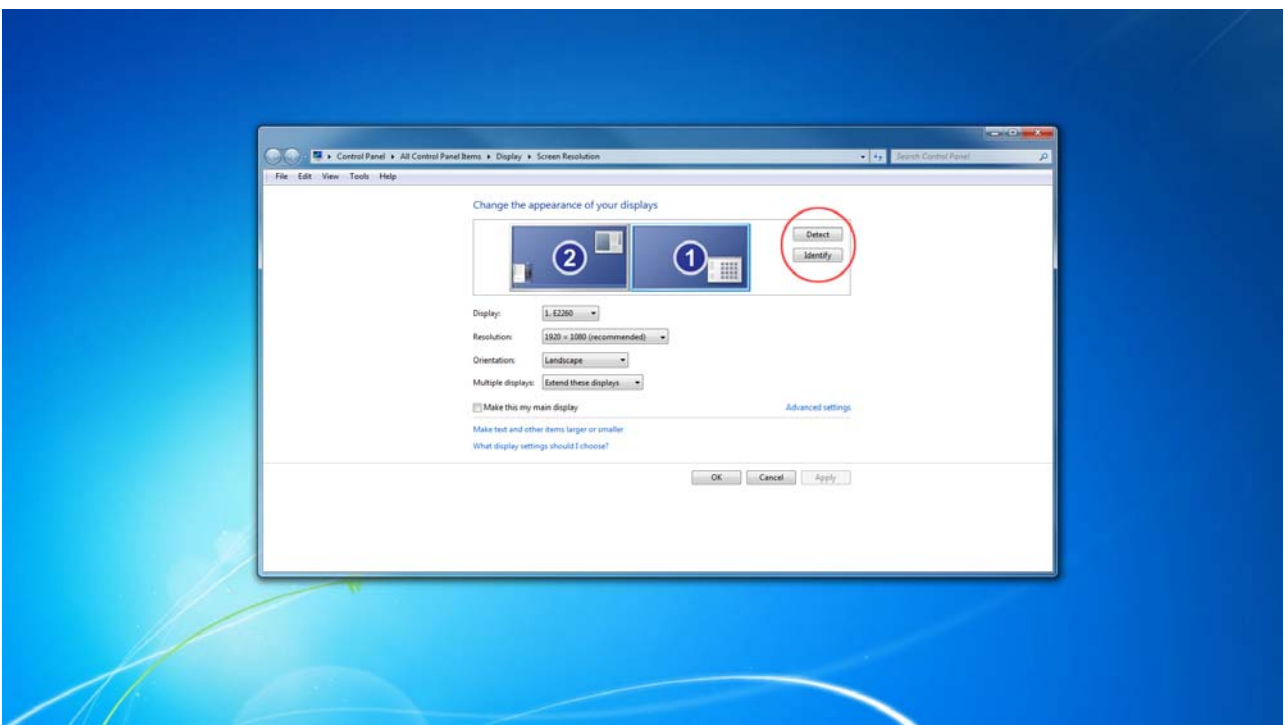 Control Panel ▸ All Control Panel Items ▸ Display ▸ Screen Resolution
Search Control Panel
File Edit View Tools Help
Change the appearance of your displays
2 1
Detect
Identify
Display: 1. E2260
Resolution: 1920 × 1080 (recommended)
Orientation: Landscape
Multiple displays: Extend these displays
Make this my main display
Advanced settings
Make text and other items larger or smaller
What display settings should I choose?
OK Cancel Apply